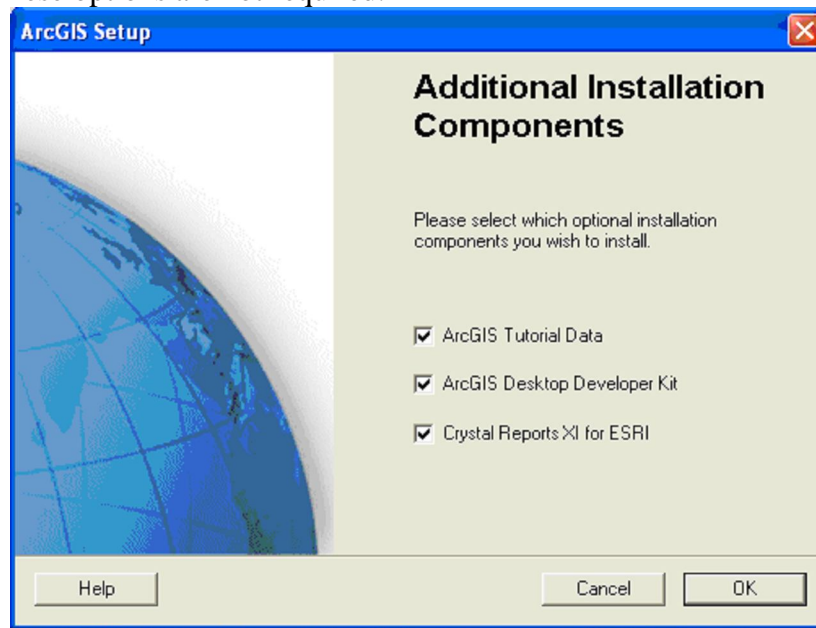 ArcGIS Setup
Additional Installation
Components
Please select which optional installation
components you wish to install.
ArcGIS Tutorial Data
ArcGIS Desktop Developer Kit
Crystal Reports XI for ESRI
Help
Cancel
OK